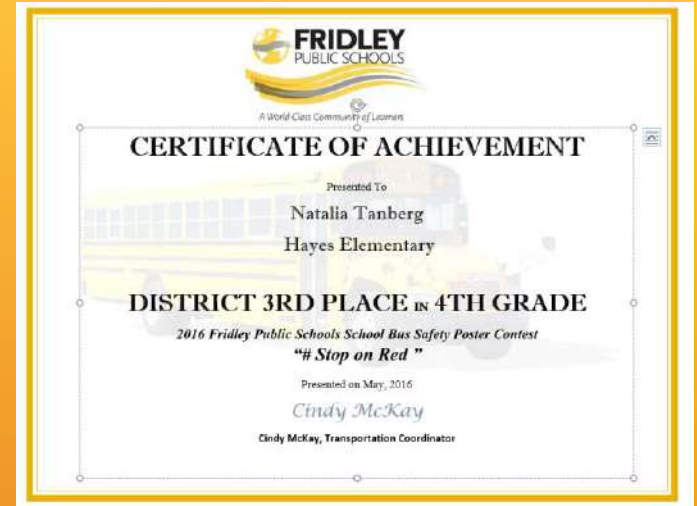 FRIDLEY
PUBLIC SCHOOLS
A World-Class Community of Learners
CERTIFICATE OF ACHIEVEMENT
Presented To
Natalia Tanberg
Hayes Elementary
DISTRICT 3RD PLACE IN 4TH GRADE
2016 Fridley Public Schools School Bus Safety Poster Contest
“# Stop on Red ”
Presented on May, 2016
Cindy McKay
Cindy McKay, Transportation Coordinator